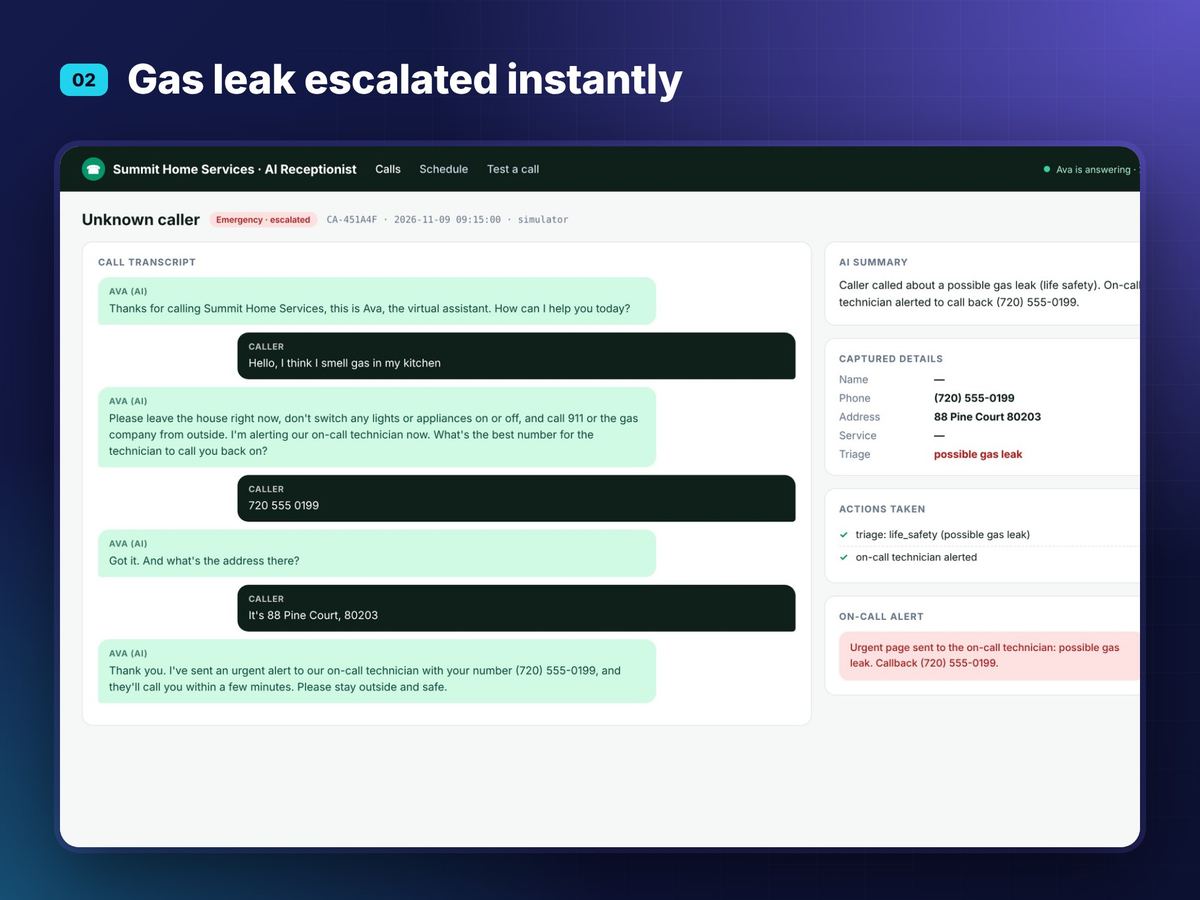 02 Gas leak escalated instantly
Summit Home Services · AI Receptionist Calls Schedule Test a call Ava is answering ·
Unknown caller Emergency · escalated CA-451A4F · 2026-11-09 09:15:00 · simulator
CALL TRANSCRIPT
AVA (AI)
Thanks for calling Summit Home Services, this is Ava, the virtual assistant. How can I help you today?
CALLER
Hello, I think I smell gas in my kitchen
AVA (AI)
Please leave the house right now, don't switch any lights or appliances on or off, and call 911 or the gas
company from outside. I'm alerting our on-call technician now. What's the best number for the
technician to call you back on?
CALLER
720 555 0199
AVA (AI)
Got it. And what's the address there?
CALLER
It's 88 Pine Court, 80203
AVA (AI)
Thank you. I've sent an urgent alert to our on-call technician with your number (720) 555-0199, and
they'll call you within a few minutes. Please stay outside and safe.
AI SUMMARY
Caller called about a possible gas leak (life safety). On-call
technician alerted to call back (720) 555-0199.
CAPTURED DETAILS
Name —
Phone (720) 555-0199
Address 88 Pine Court 80203
Service —
Triage possible gas leak
ACTIONS TAKEN
✓ triage: life_safety (possible gas leak)
✓ on-call technician alerted
ON-CALL ALERT
Urgent page sent to the on-call technician: possible gas
leak. Callback (720) 555-0199.